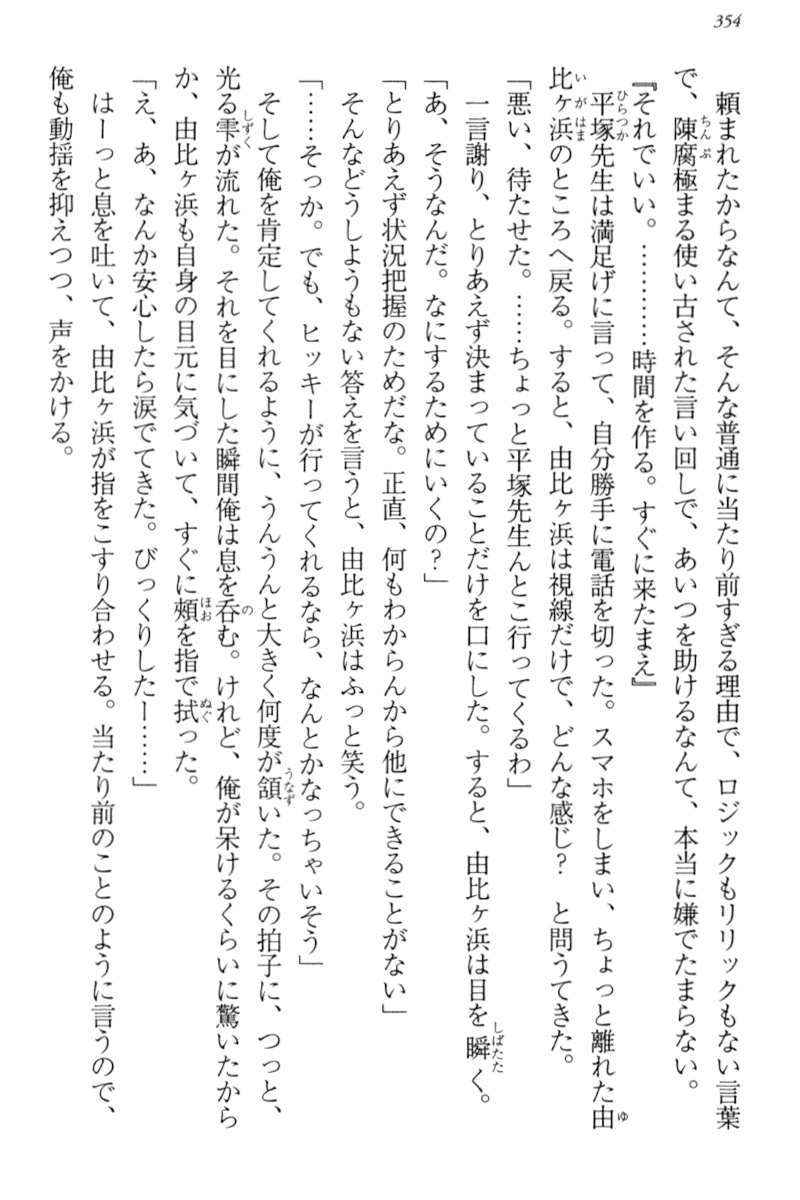 354
頼まれたからなんて、そんな普通に当たり前すぎる理由で、ロジックもリリックもない言葉
で、陳腐極まる使い古された言い回しで、あいつを助けるなんて、本当に嫌でたまらない。
『それでいい。…………時間を作る。すぐに来たまえ』
平塚先生は満足げに言って、自分勝手に電話を切った。スマホをしまい、ちょっと離れた由
比ヶ浜のところへ戻る。すると、由比ヶ浜は視線だけで、どんな感じ？　と問うてきた。
「悪い、待たせた。……ちょっと平塚先生んとこ行ってくるわ」
一言謝り、とりあえず決まっていることだけを口にした。すると、由比ヶ浜は目を瞬く。
「あ、そうなんだ。なにするためにいくの？」
「とりあえず状況把握のためだな。正直、何もわからんから他にできることがない」
そんなどうしようもない答えを言うと、由比ヶ浜はふっと笑う。
「……そっか。でも、ヒッキーが行ってくれるなら、なんとかなっちゃいそう」
そして俺を肯定してくれるように、うんうんと大きく何度か頷いた。その拍子に、つっと、
光る雫が流れた。それを目にした瞬間俺は息を呑む。けれど、俺が呆けるくらいに驚いたから
か、由比ヶ浜も自身の目元に気づいて、すぐに頰を指で拭った。
「え、あ、なんか安心したら涙でてきた。びっくりしたー……」
はーっと息を吐いて、由比ヶ浜が指をこすり合わせる。当たり前のことのように言うので、
俺も動揺を抑えつつ、声をかける。